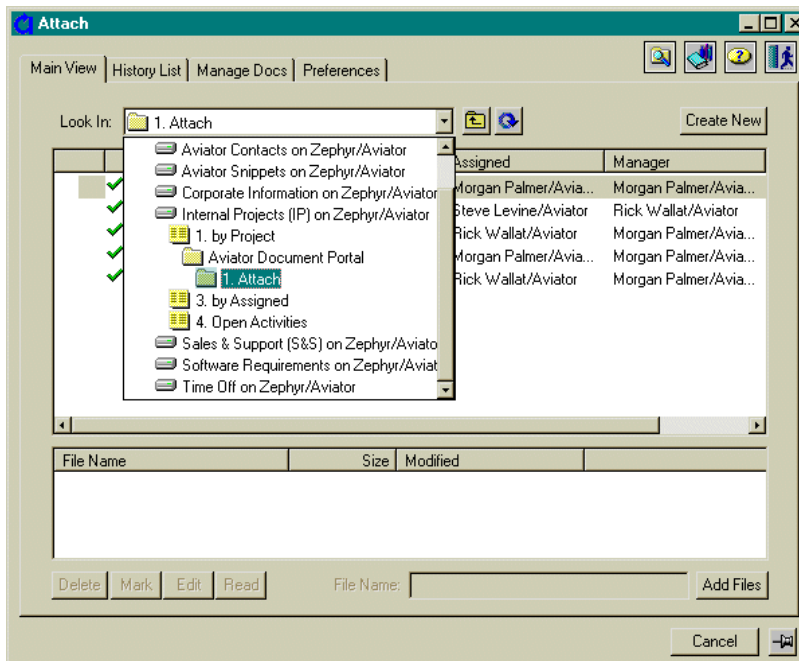 Attach
Main View History List Manage Docs Preferences
Look In: 1. Attach Create New
Assigned Manager
Aviator Contacts on Zephyr/Aviator
Aviator Snippets on Zephyr/Aviator
Corporate Information on Zephyr/Aviator
Internal Projects (IP) on Zephyr/Aviator
1. by Project
Aviator Document Portal
1. Attach
3. by Assigned
4. Open Activities
Sales & Support (S&S) on Zephyr/Aviato
Software Requirements on Zephyr/Aviat
Time Off on Zephyr/Aviator
Morgan Palmer/Avia... Morgan Palmer/Avia...
Steve Levine/Aviator Rick Wallat/Aviator
Rick Wallat/Aviator Morgan Palmer/Avia...
Morgan Palmer/Avia... Morgan Palmer/Avia...
Rick Wallat/Aviator Morgan Palmer/Avia...
File Name Size Modified
Delete Mark Edit Read File Name: Add Files
Cancel